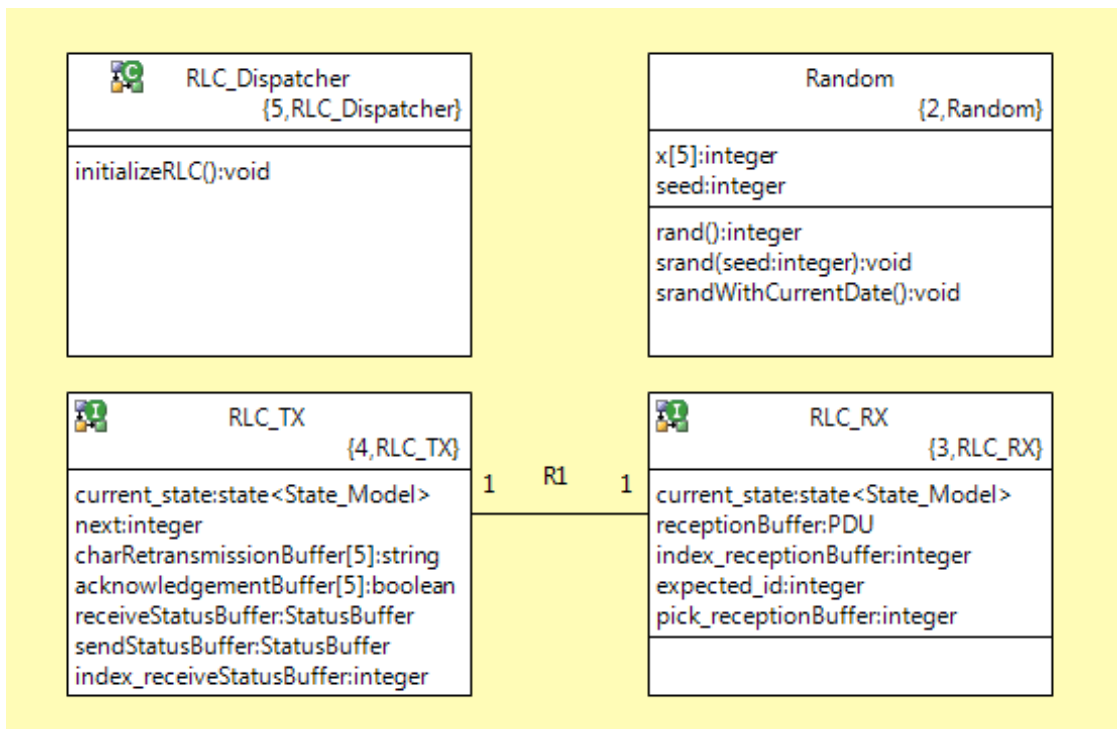 RLC_Dispatcher
{5,RLC_Dispatcher}
initializeRLC():void
Random
{2,Random}
x[5]:integer
seed:integer
rand():integer
srand(seed:integer):void
srandWithCurrentDate():void
RLC_TX
{4,RLC_TX}
current_state:state<State_Model>
next:integer
charRetransmissionBuffer[5]:string
acknowledgementBuffer[5]:boolean
receiveStatusBuffer:StatusBuffer
sendStatusBuffer:StatusBuffer
index_receiveStatusBuffer:integer
1 R1 1
RLC_RX
{3,RLC_RX}
current_state:state<State_Model>
receptionBuffer:PDU
index_receptionBuffer:integer
expected_id:integer
pick_receptionBuffer:integer